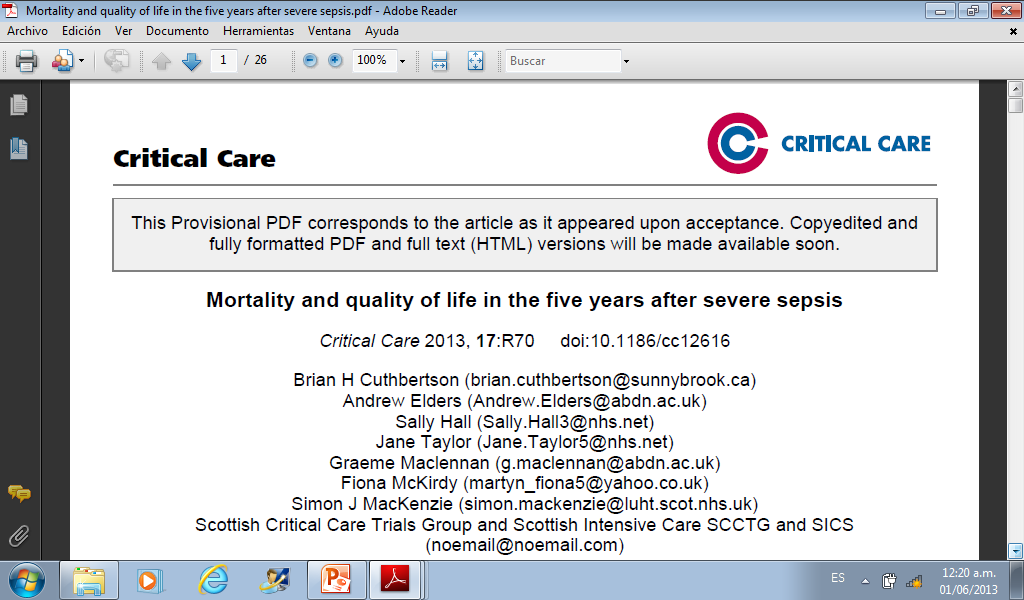 Mortality and quality of life in the five years after severe sepsis.pdf - Adobe Reader
Archivo Edición Ver Documento Herramientas Ventana Ayuda
1 / 26 100% Buscar
Critical Care
CRITICAL CARE
This Provisional PDF corresponds to the article as it appeared upon acceptance. Copyedited and
fully formatted PDF and full text (HTML) versions will be made available soon.
Mortality and quality of life in the five years after severe sepsis
Critical Care 2013, 17:R70 doi:10.1186/cc12616
Brian H Cuthbertson (brian.cuthbertson@sunnybrook.ca)
Andrew Elders (Andrew.Elders@abdn.ac.uk)
Sally Hall (Sally.Hall3@nhs.net)
Jane Taylor (Jane.Taylor5@nhs.net)
Graeme Maclennan (g.maclennan@abdn.ac.uk)
Fiona McKirdy (martyn_fiona5@yahoo.co.uk)
Simon J MacKenzie (simon.mackenzie@luht.scot.nhs.uk)
Scottish Critical Care Trials Group and Scottish Intensive Care SCCTG and SICS
(noemail@noemail.com)
ES
12:20 a.m.
01/06/2013